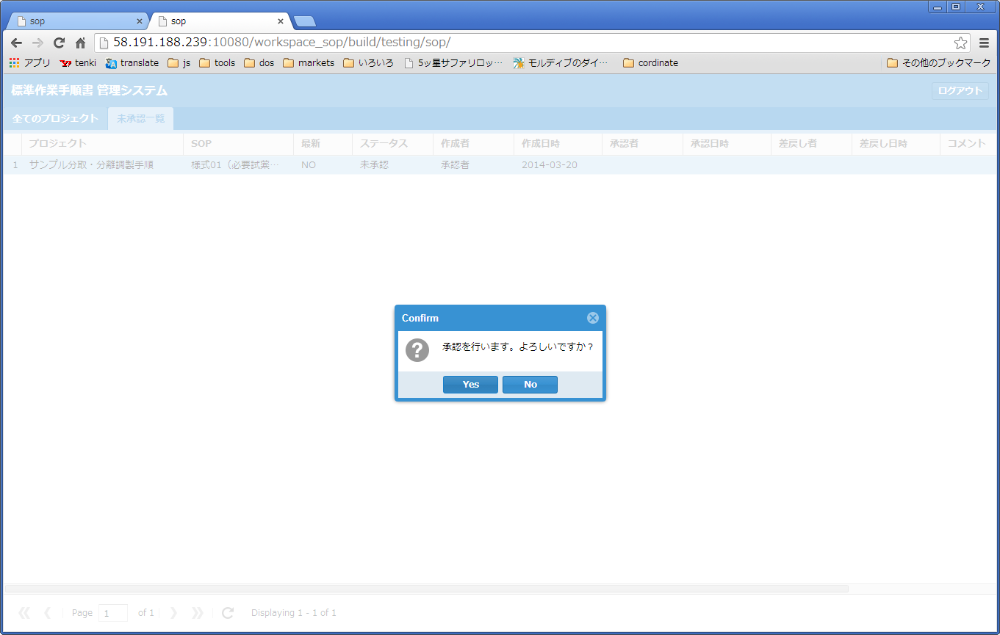 sop
sop
58.191.188.239:10080/workspace_sop/build/testing/sop/
アプリ tenki translate js tools dos markets いろいろ 5ッ星サファリロッ… モルディブのダイ… cordinate その他のブックマーク
標準作業手順書 管理システム ログアウト
全てのプロジェクト 未承認一覧
プロジェクト SOP 最新 ステータス 作成者 作成日時 承認者 承認日時 差戻し者 差戻し日時 コメント
1 サンプル分取・分離調製手順 様式01（必要試薬… NO 未承認 承認者 2014-03-20
Confirm
承認を行います。よろしいですか？
Yes No
Page 1 of 1 Displaying 1 - 1 of 1